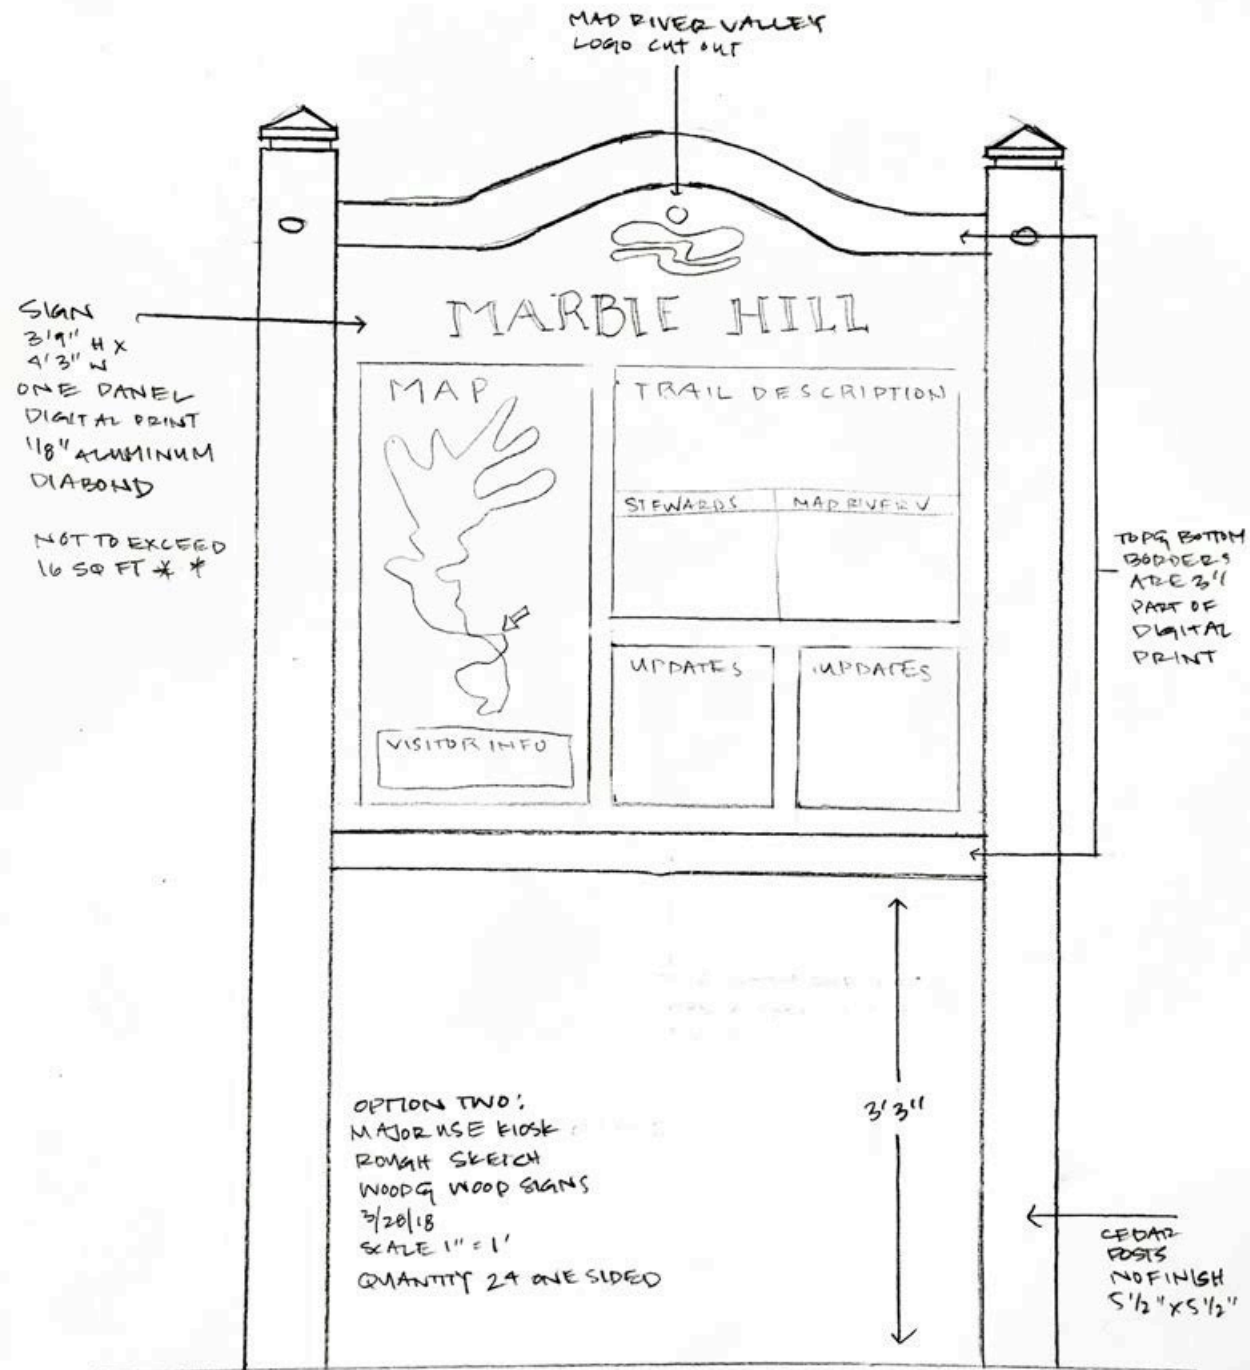 MAD RIVER VALLEY
LOGO CUT OUT
MARBLE HILL
SIGN
3'9" H X
4'3" W
ONE PANEL
DIGITAL PRINT
1/8" ALUMINUM
DIABOND
NOT TO EXCEED
16 SQ FT * *
MAP
VISITOR INFO
TRAIL DESCRIPTION
STEWARDS
MAD RIVER V
UPDATES
UPDATES
TOP & BOTTOM
BORDERS
ARE 3"
PART OF
DIGITAL
PRINT
3'3"
OPTION TWO:
MAJOR USE KIOSK
ROUGH SKETCH
WOOD & WOOD SIGNS
3/28/18
SCALE 1" = 1'
QUANTITY 24 ONE SIDED
CEDAR
POSTS
NO FINISH
5 1/2" X 5 1/2"